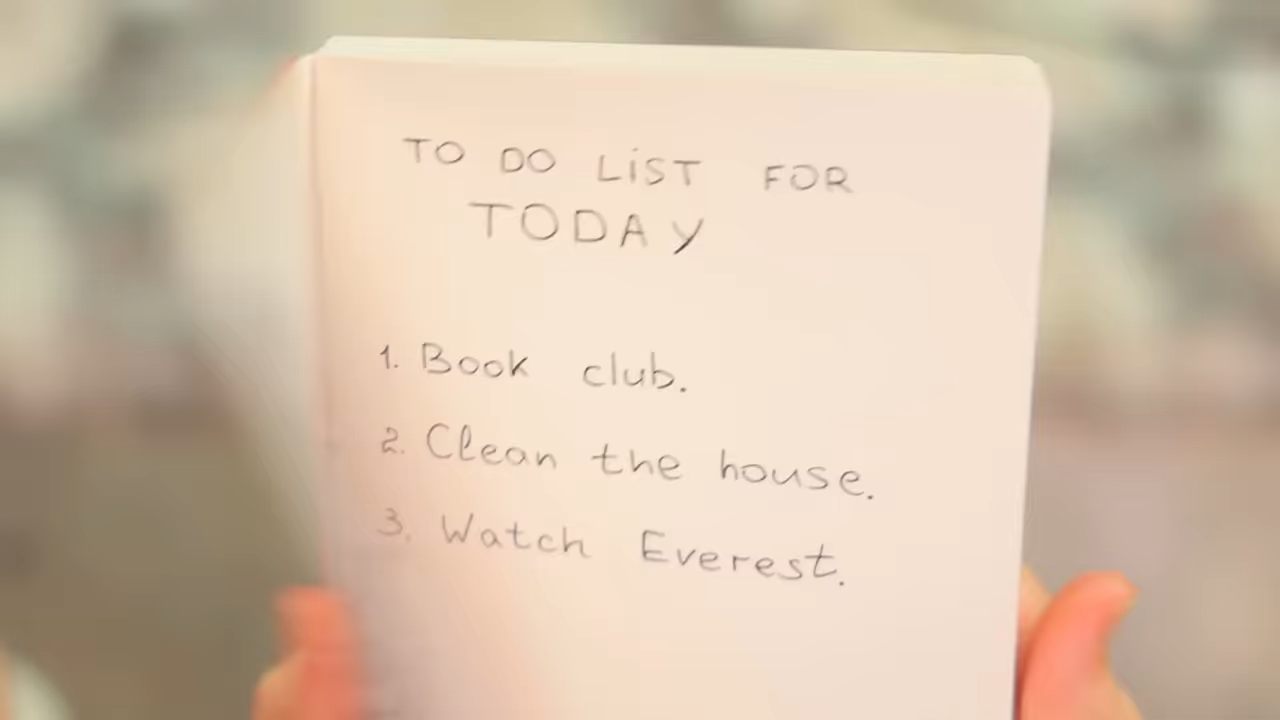 TO DO LIST FOR
TODAY
1. Book club.
2. Clean the house.
3. Watch Everest.